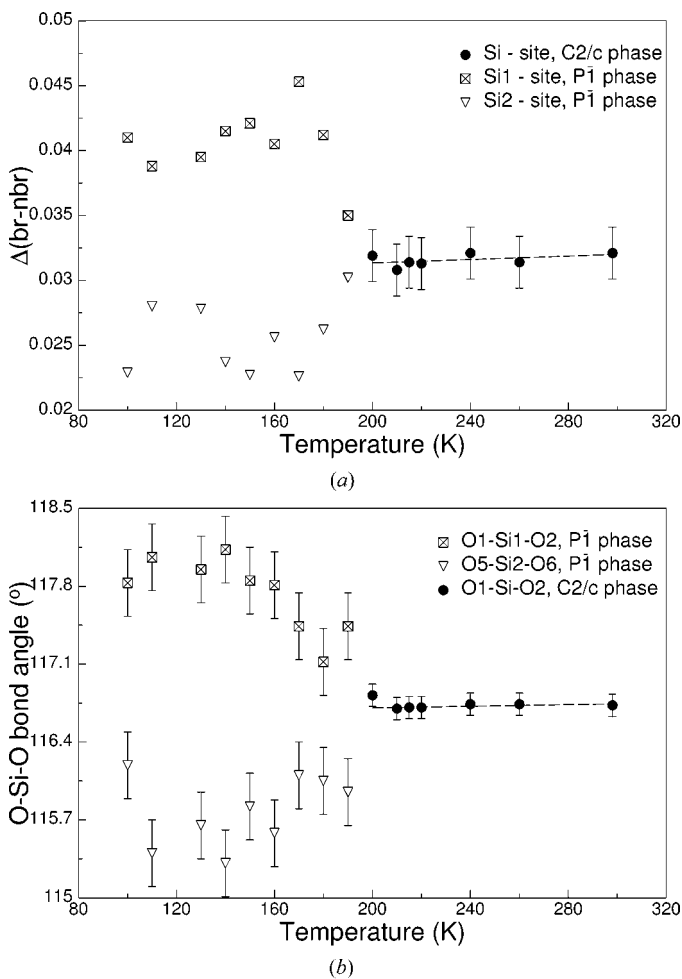 0.05
0.045
0.04
0.035
0.03
0.025
0.02
Δ(br-nbr)
Si - site, C2/c phase
Si1 - site, P1̄ phase
Si2 - site, P1̄ phase
80 120 160 200 240 280 320
Temperature (K)
(a)
118.5
117.8
117.1
116.4
115.7
115
O-Si-O bond angle (º)
O1-Si1-O2, P1̄ phase
O5-Si2-O6, P1̄ phase
O1-Si-O2, C2/c phase
80 120 160 200 240 280 320
Temperature (K)
(b)